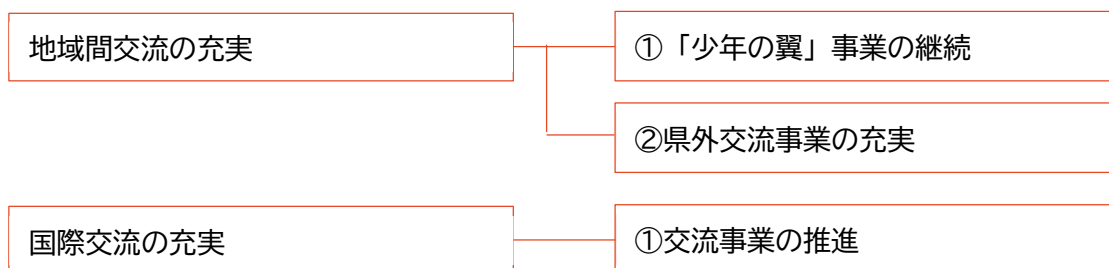 地域間交流の充実
①「少年の翼」事業の継続
②県外交流事業の充実
国際交流の充実
①交流事業の推進